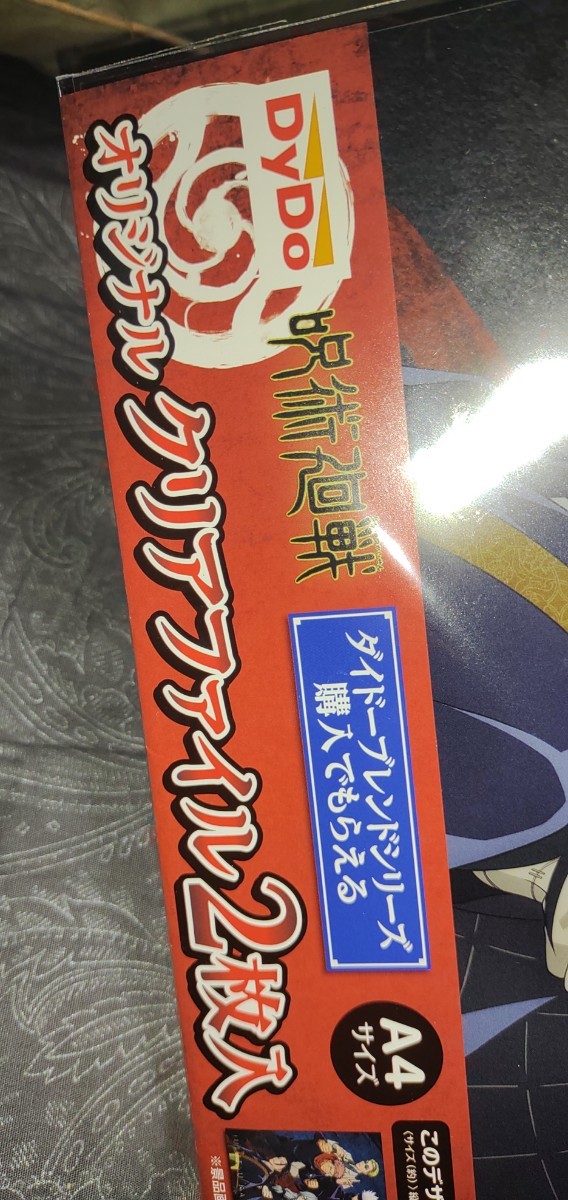 DyDo
呪術廻戦
ダイドーブレンドシリーズ
購入でもらえる
オリジナル クリアファイル2枚入
A4
サイズ